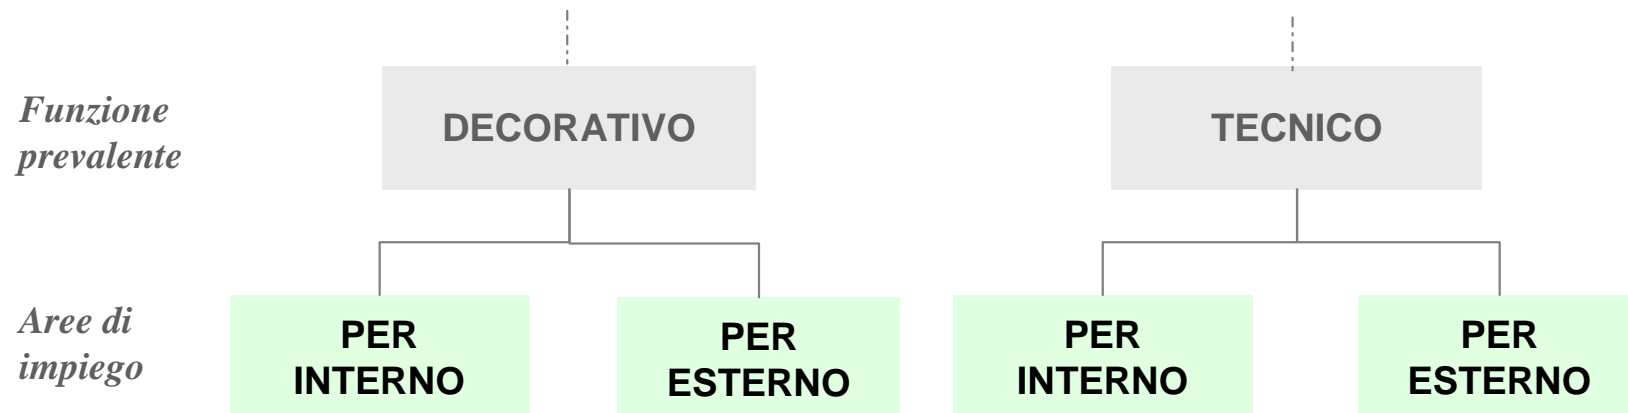 Funzione
prevalente
DECORATIVO
TECNICO
Aree di
impiego
PER
INTERNO
PER
ESTERNO
PER
INTERNO
PER
ESTERNO